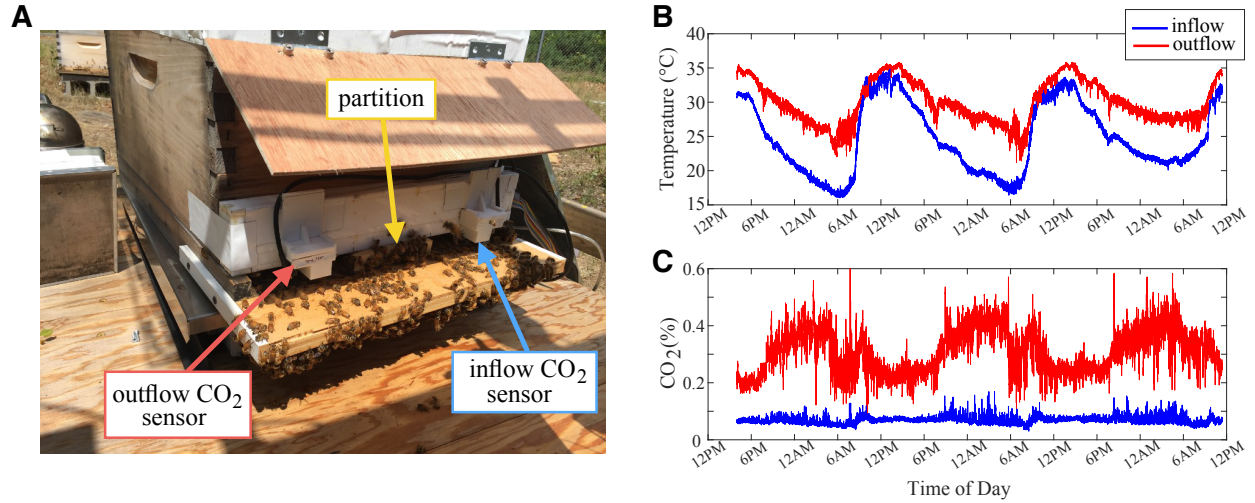 A
partition
outflow CO2
sensor
inflow CO2
sensor
B
inflow
outflow
Temperature (°C)
40
35
30
25
20
15
12PM 6PM 12AM 6AM 12PM 6PM 12AM 6AM 12PM 6PM 12AM 6AM 12PM
C
CO2(%)
0.6
0.4
0.2
0
12PM 6PM 12AM 6AM 12PM 6PM 12AM 6AM 12PM 6PM 12AM 6AM 12PM
Time of Day